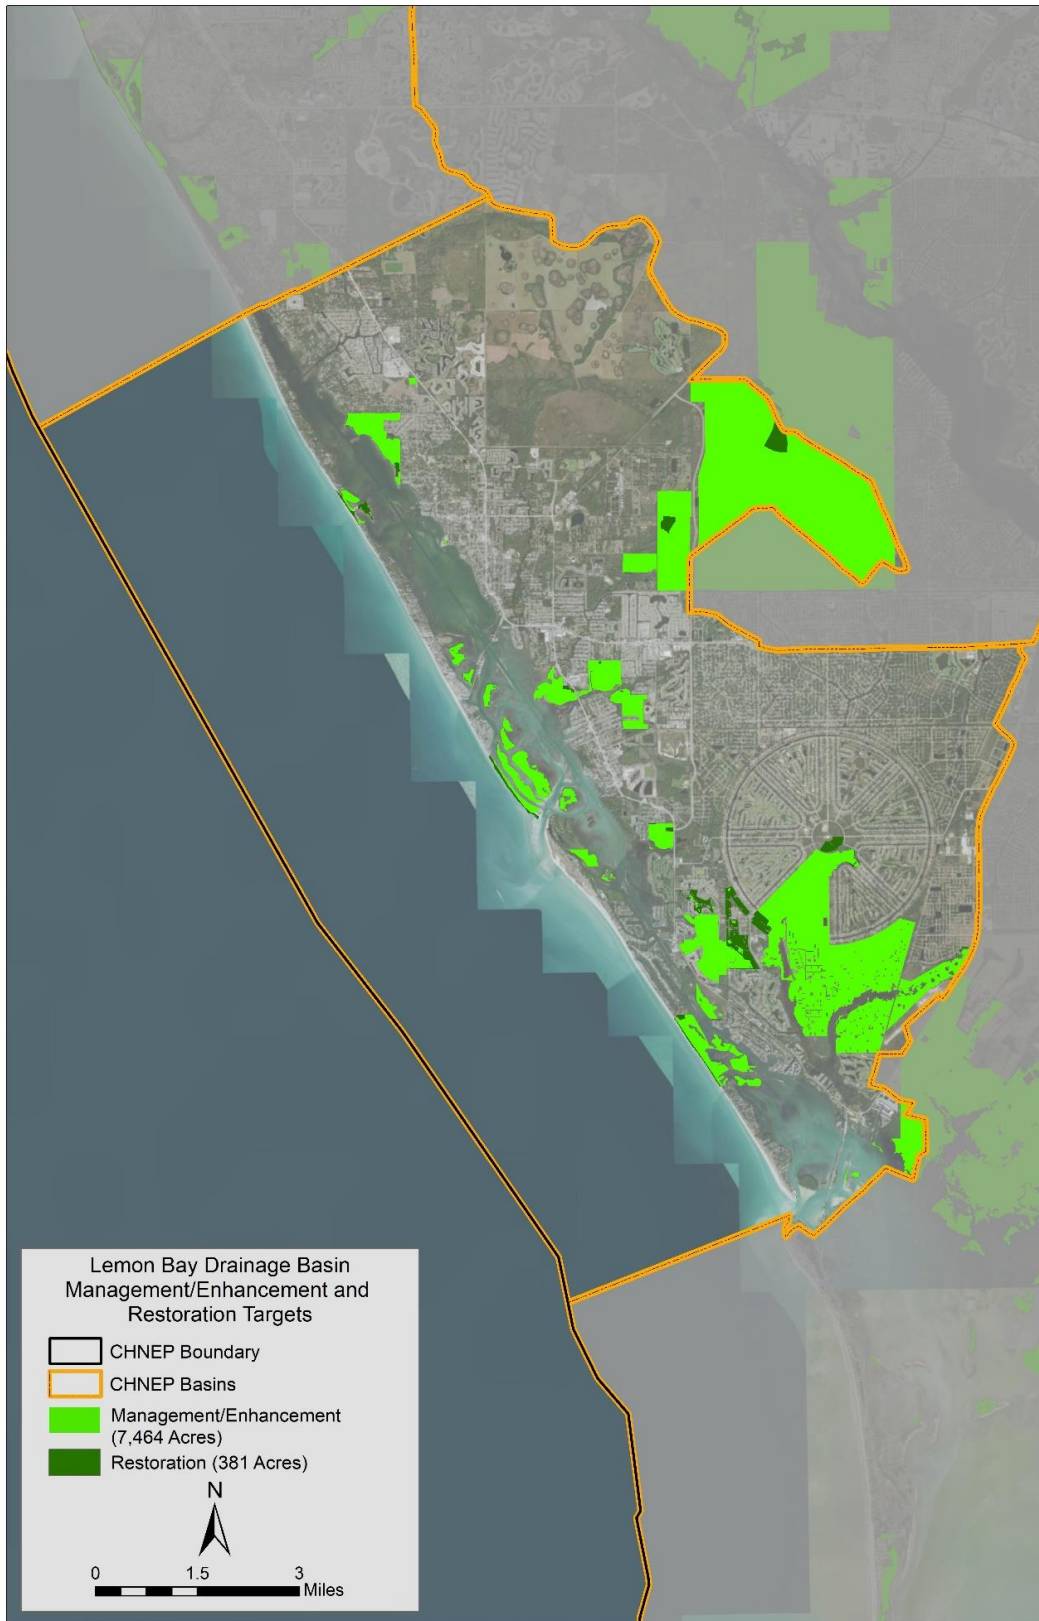 Lemon Bay Drainage Basin
Management/Enhancement and
Restoration Targets
CHNEP Boundary
CHNEP Basins
Management/Enhancement
(7,464 Acres)
Restoration (381 Acres)
N
0 1.5 3
Miles